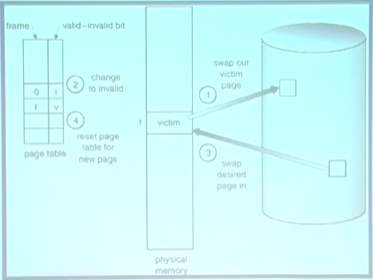 frame
valid–invalid bit
0 i
f v
page table
2 change
to invalid
4
reset page
table for
new page
f victim
physical
memory
1
swap out
victim
page
3
swap
desired
page in